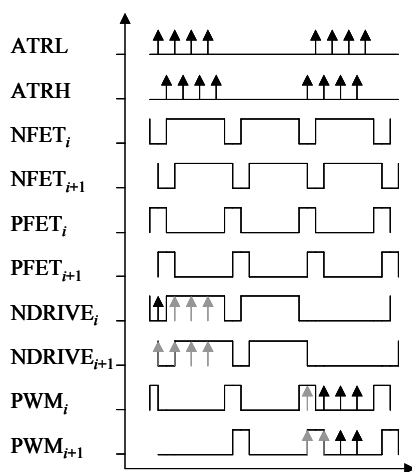 ATRL
ATRH
NFETi
NFETi+1
PFETi
PFETi+1
NDRIVEi
NDRIVEi+1
PWMi
PWMi+1